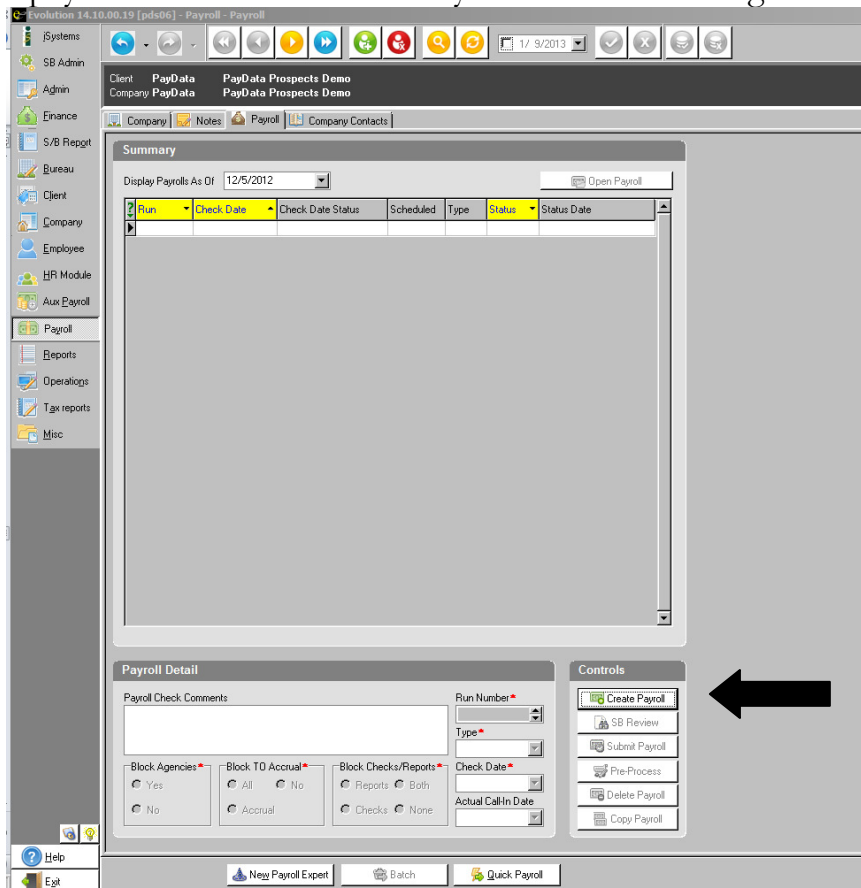 Evolution 14.10.00.19 [pds06] - Payroll - Payroll
iSystems
SB Admin
Admin
Finance
S/B Report
Bureau
Client
Company
Employee
HR Module
Aux Payroll
Payroll
Reports
Operations
Tax reports
Misc
Help
Exit
1/ 9/2013
Client PayData PayData Prospects Demo
Company PayData PayData Prospects Demo
Company Notes Payroll Company Contacts
Summary
Display Payrolls As Of 12/5/2012 Open Payroll
Run Check Date Check Date Status Scheduled Type Status Status Date
Payroll Detail
Payroll Check Comments
Run Number*
Type*
Block Agencies* Block TO Accrual* Block Checks/Reports* Check Date*
Yes All No Reports Both
No Accrual Checks None
Actual Call-In Date
Controls
Create Payroll
SB Review
Submit Payroll
Pre-Process
Delete Payroll
Copy Payroll
New Payroll Expert Batch Quick Payroll